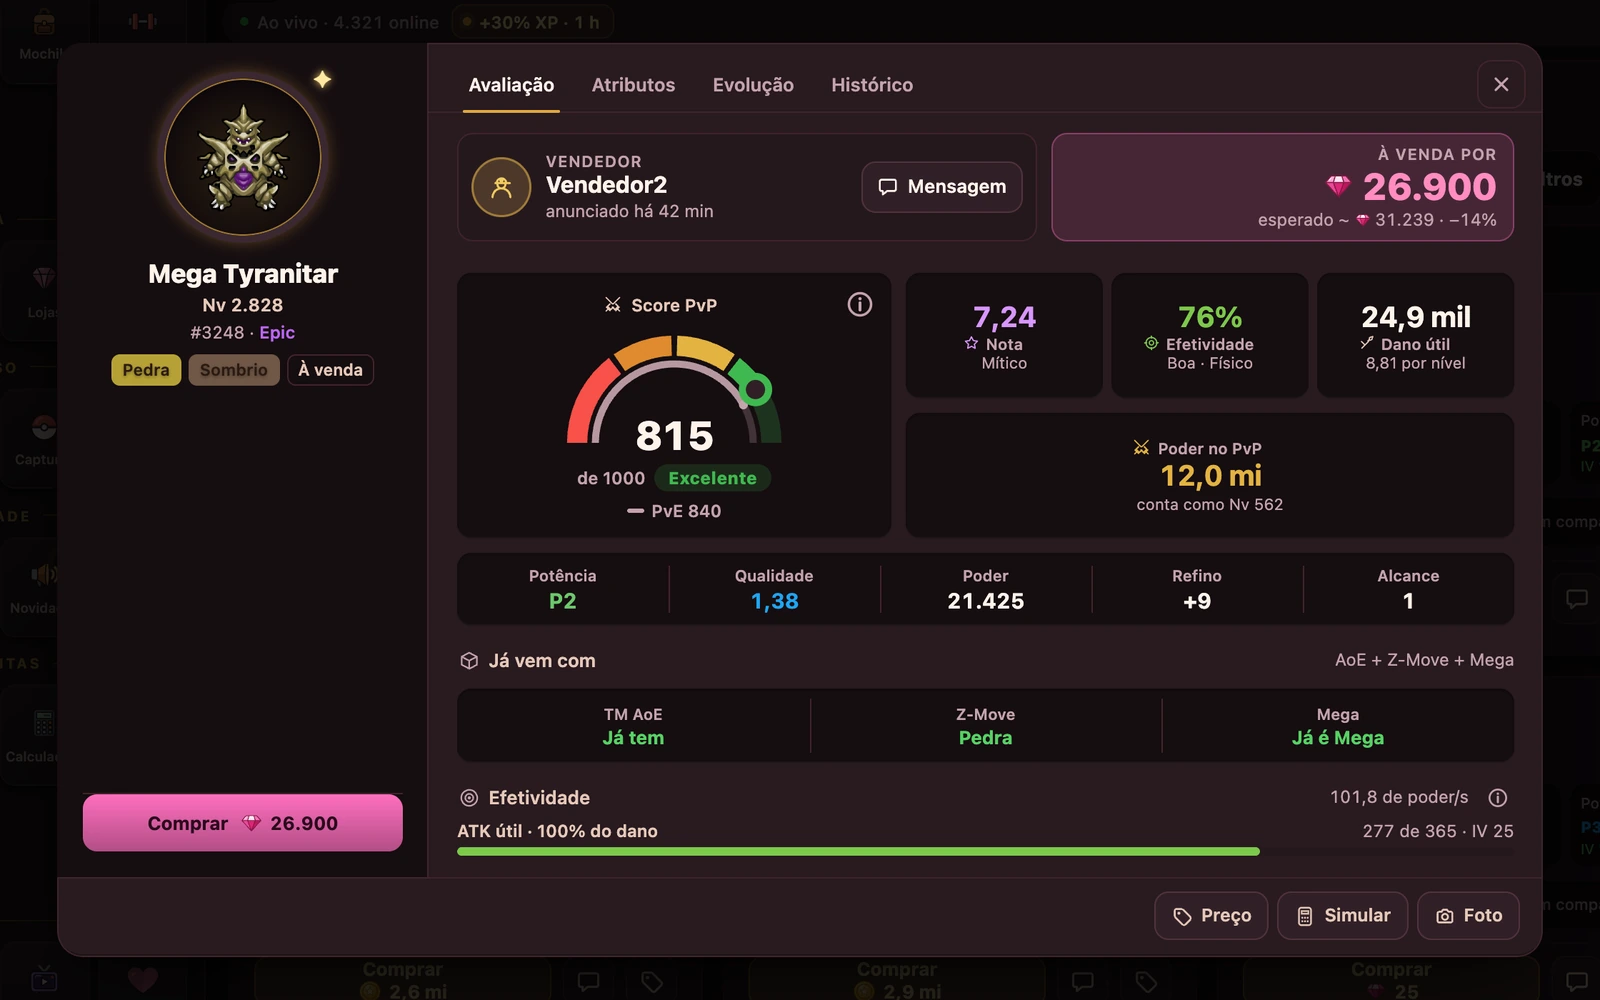 Ao vivo · 4.321 online
+30% XP · 1 h
Avaliação
Atributos
Evolução
Histórico
VENDEDOR
Vendedor2
anunciado há 42 min
Mensagem
À VENDA POR
26.900
esperado ~ 31.239 · −14%
Mega Tyranitar
Nv 2.828
#3248 · Epic
Pedra
Sombrio
À venda
Score PvP
815
de 1000
Excelente
PvE 840
7,24
Nota
Mítico
76%
Efetividade
Boa · Físico
24,9 mil
Dano útil
8,81 por nível
Poder no PvP
12,0 mi
conta como Nv 562
Potência
P2
Qualidade
1,38
Poder
21.425
Refino
+9
Alcance
1
Já vem com
AoE + Z-Move + Mega
TM AoE
Já tem
Z-Move
Pedra
Mega
Já é Mega
Efetividade
101,8 de poder/s
ATK útil · 100% do dano
277 de 365 · IV 25
Comprar 26.900
Preço
Simular
Foto
Comprar
2,6 mi
Comprar
2,9 mi
Comprar
25